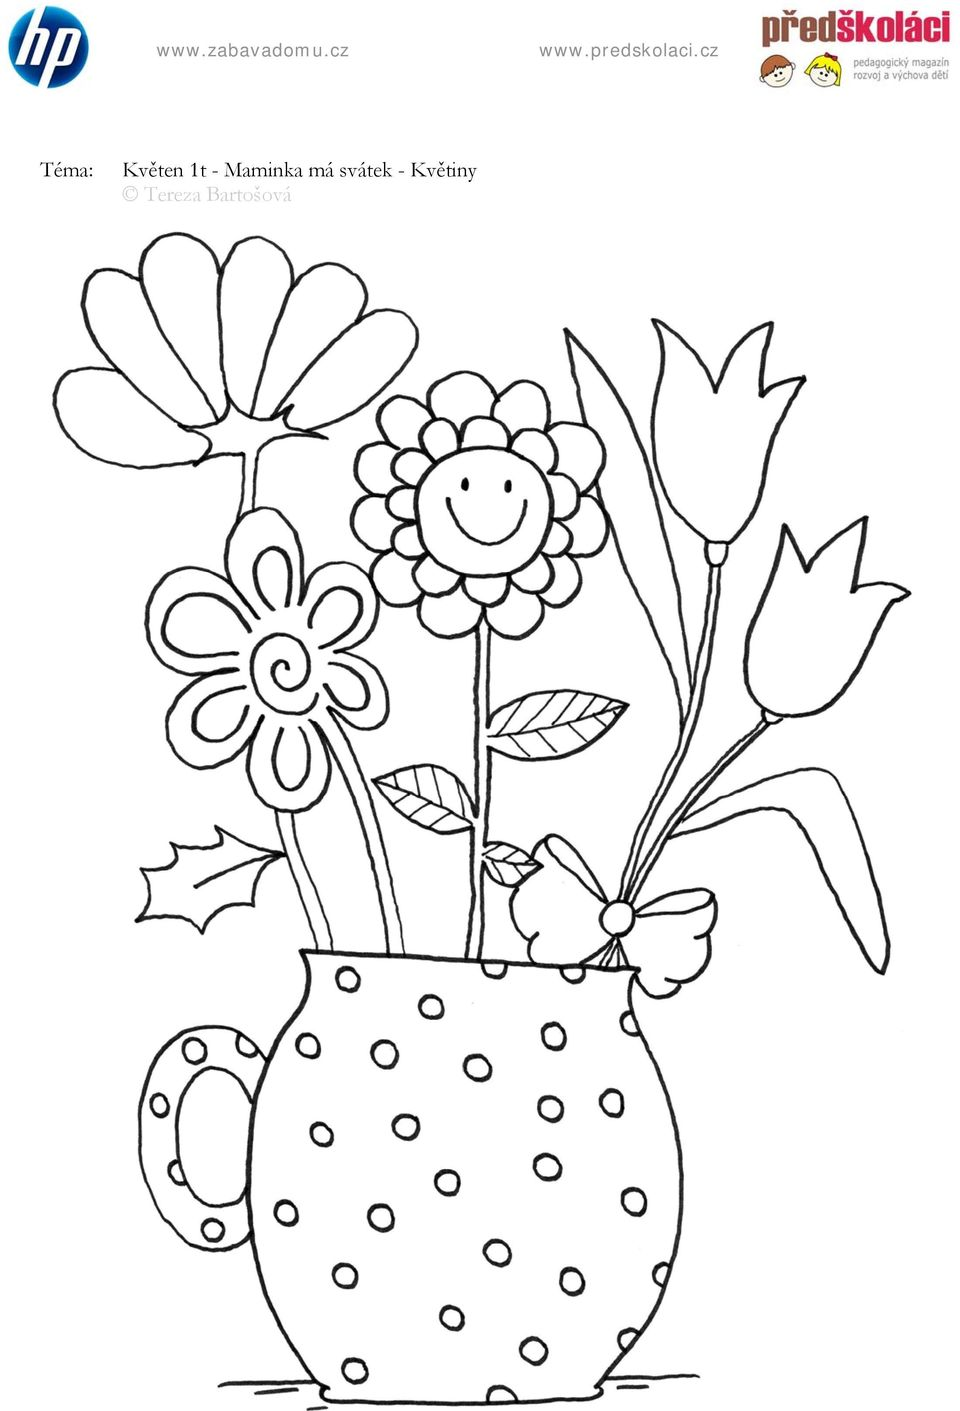 hp
www.zabavadomu.cz www.predskolaci.cz
předškoláci
pedagogický magazín
rozvoj a výchova dětí
Téma: Květen 1t - Maminka má svátek - Květiny
© Tereza Bartošová